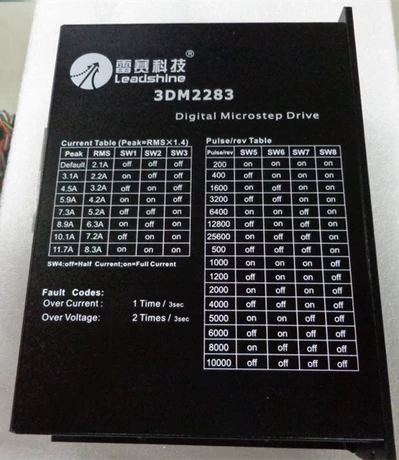 雷赛科技®
Leadshine
3DM2283
Digital Microstep Drive
Current Table (Peak=RMS×1.4)
Peak RMS SW1 SW2 SW3
Default 2.1A off off off
3.1A 2.2A on off off
4.5A 3.2A off on off
5.9A 4.2A on on off
7.3A 5.2A off off on
8.9A 6.3A on off on
10.1A 7.2A off on on
11.7A 8.3A on on on
SW4:off=Half Current;on=Full Current
Fault Codes:
Over Current : 1 Time / 3sec
Over Voltage: 2 Times / 3sec
Pulse/rev Table
Pulse/rev SW5 SW6 SW7 SW8
200 on on on on
400 off on on on
1600 on off on on
3200 off off on on
6400 on on off on
12800 off on off on
25600 on off off on
500 off off off on
1000 on on on off
1200 off on on off
2000 on off on off
4000 off off on off
5000 on on off off
6000 off on off off
8000 on off off off
10000 off off off off